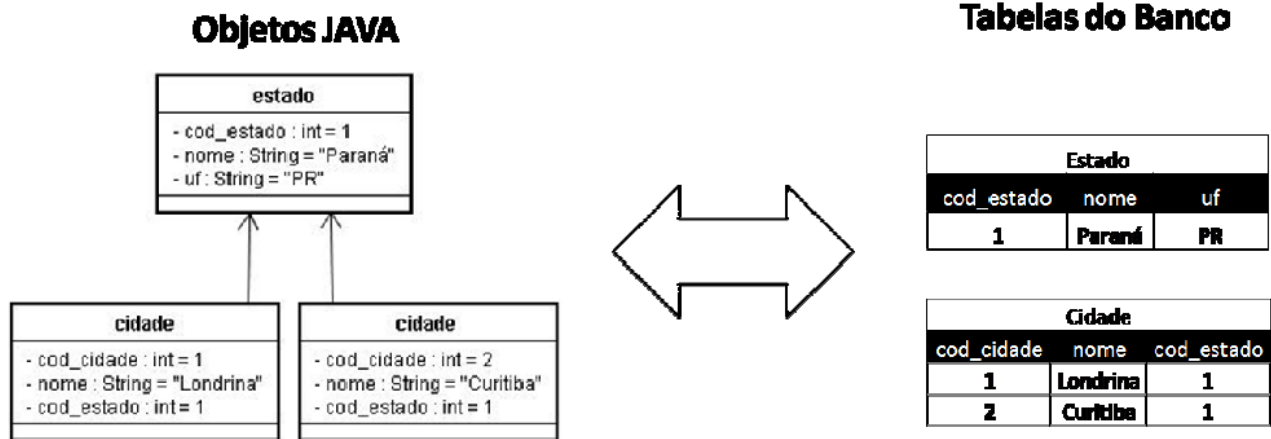 Objetos JAVA
estado
- cod_estado : int = 1
- nome : String = "Paraná"
- uf : String = "PR"
cidade
- cod_cidade : int = 1
- nome : String = "Londrina"
- cod_estado : int = 1
cidade
- cod_cidade : int = 2
- nome : String = "Curitiba"
- cod_estado : int = 1
Tabelas do Banco
Estado
cod_estado nome uf
1 Paraná PR
Cidade
cod_cidade nome cod_estado
1 Londrina 1
2 Curitiba 1